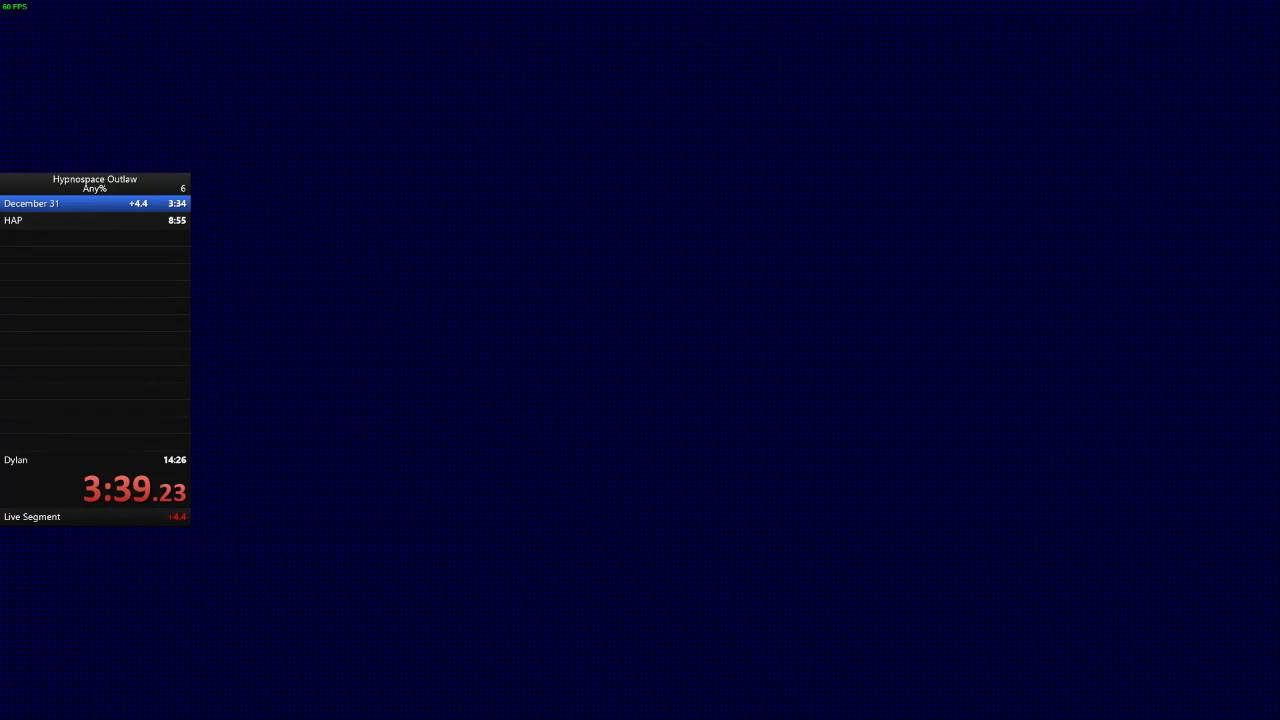 60 FPS
Hypnospace Outlaw
Any% 6
December 31 +4.4 3:34
HAP 8:55
Dylan 14:26
3:39.23
Live Segment +4.4